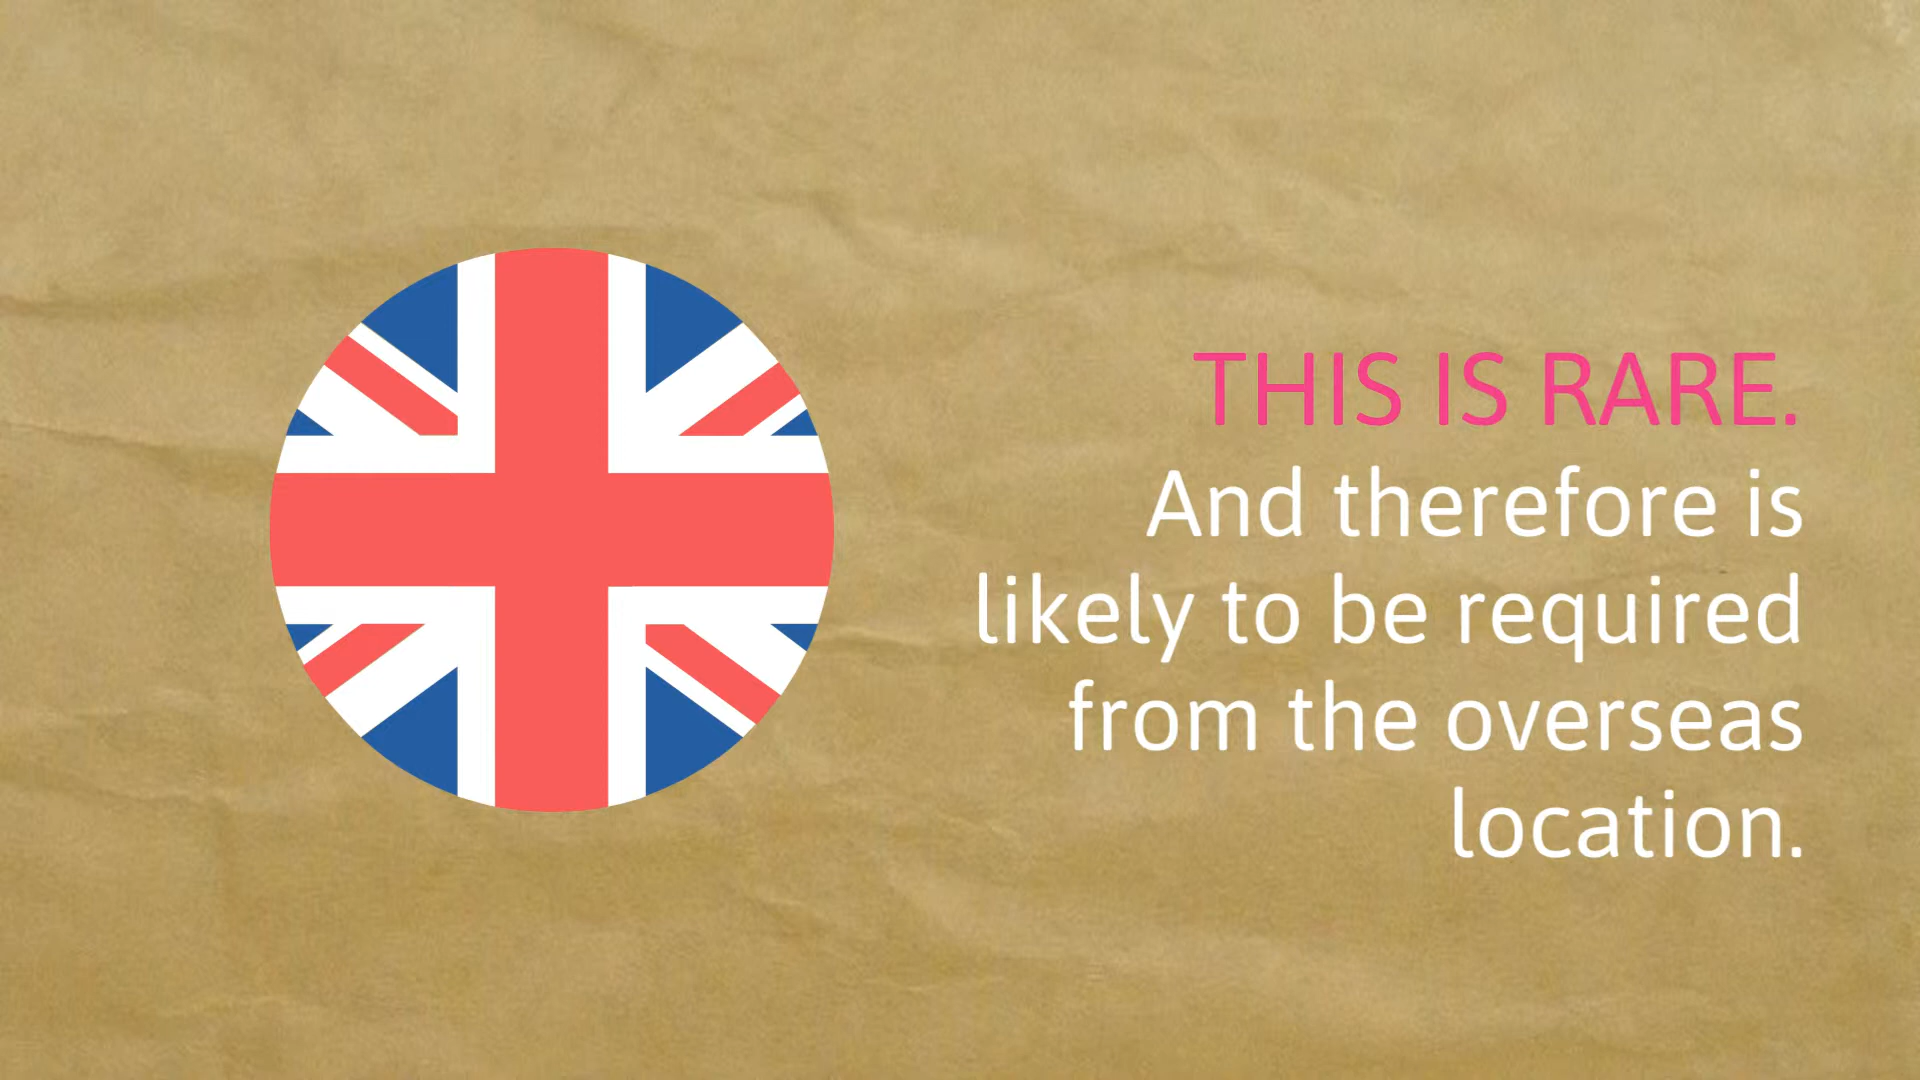 THIS IS RARE.
And therefore is
likely to be required
from the overseas
location.